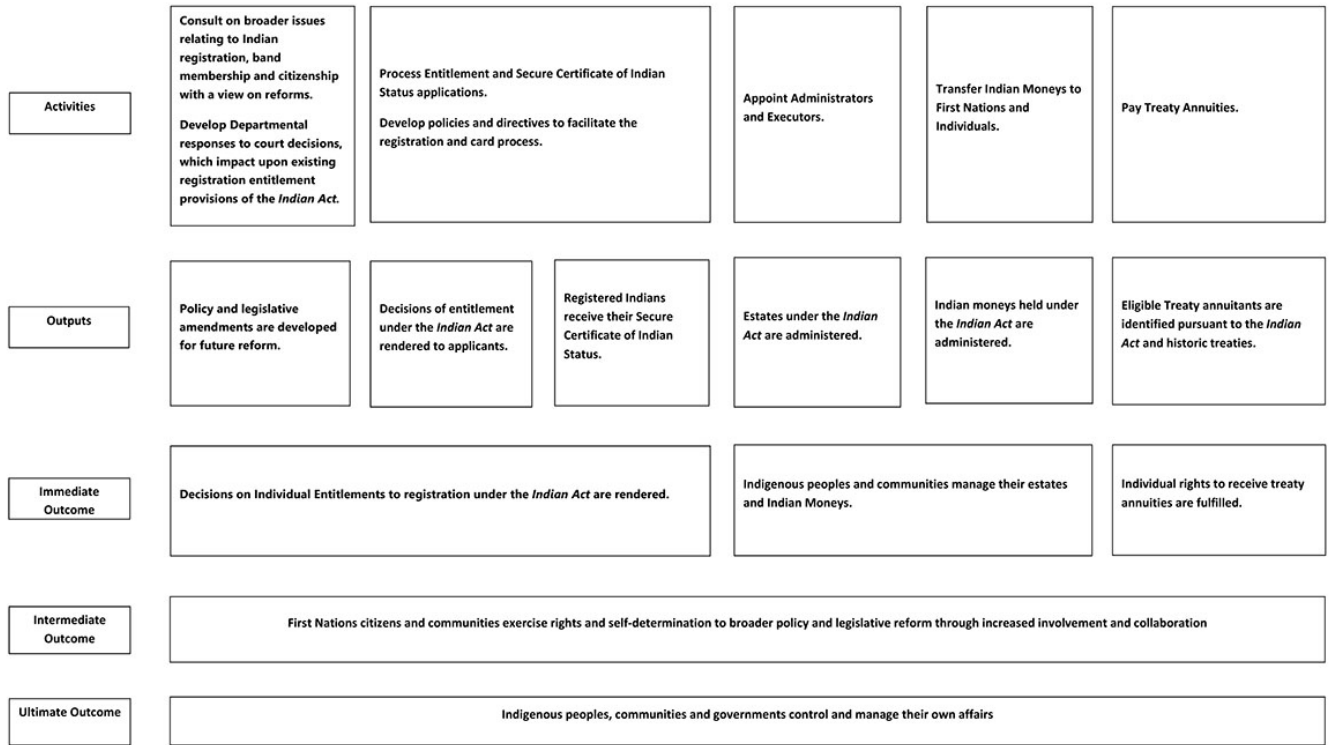 Activities
Consult on broader issues
relating to Indian
registration, band
membership and citizenship
with a view on reforms.
Develop Departmental
responses to court decisions,
which impact upon existing
registration entitlement
provisions of the Indian Act.
Process Entitlement and Secure Certificate of Indian
Status applications.
Develop policies and directives to facilitate the
registration and card process.
Appoint Administrators
and Executors.
Transfer Indian Moneys to
First Nations and
Individuals.
Pay Treaty Annuities.
Outputs
Policy and legislative
amendments are developed
for future reform.
Decisions of entitlement
under the Indian Act are
rendered to applicants.
Registered Indians
receive their Secure
Certificate of Indian
Status.
Estates under the Indian
Act are administered.
Indian moneys held under
the Indian Act are
administered.
Eligible Treaty annuitants are
identified pursuant to the Indian
Act and historic treaties.
Immediate
Outcome
Decisions on Individual Entitlements to registration under the Indian Act are rendered.
Indigenous peoples and communities manage their estates
and Indian Moneys.
Individual rights to receive treaty
annuities are fulfilled.
Intermediate
Outcome
First Nations citizens and communities exercise rights and self-determination to broader policy and legislative reform through increased involvement and collaboration
Ultimate Outcome
Indigenous peoples, communities and governments control and manage their own affairs